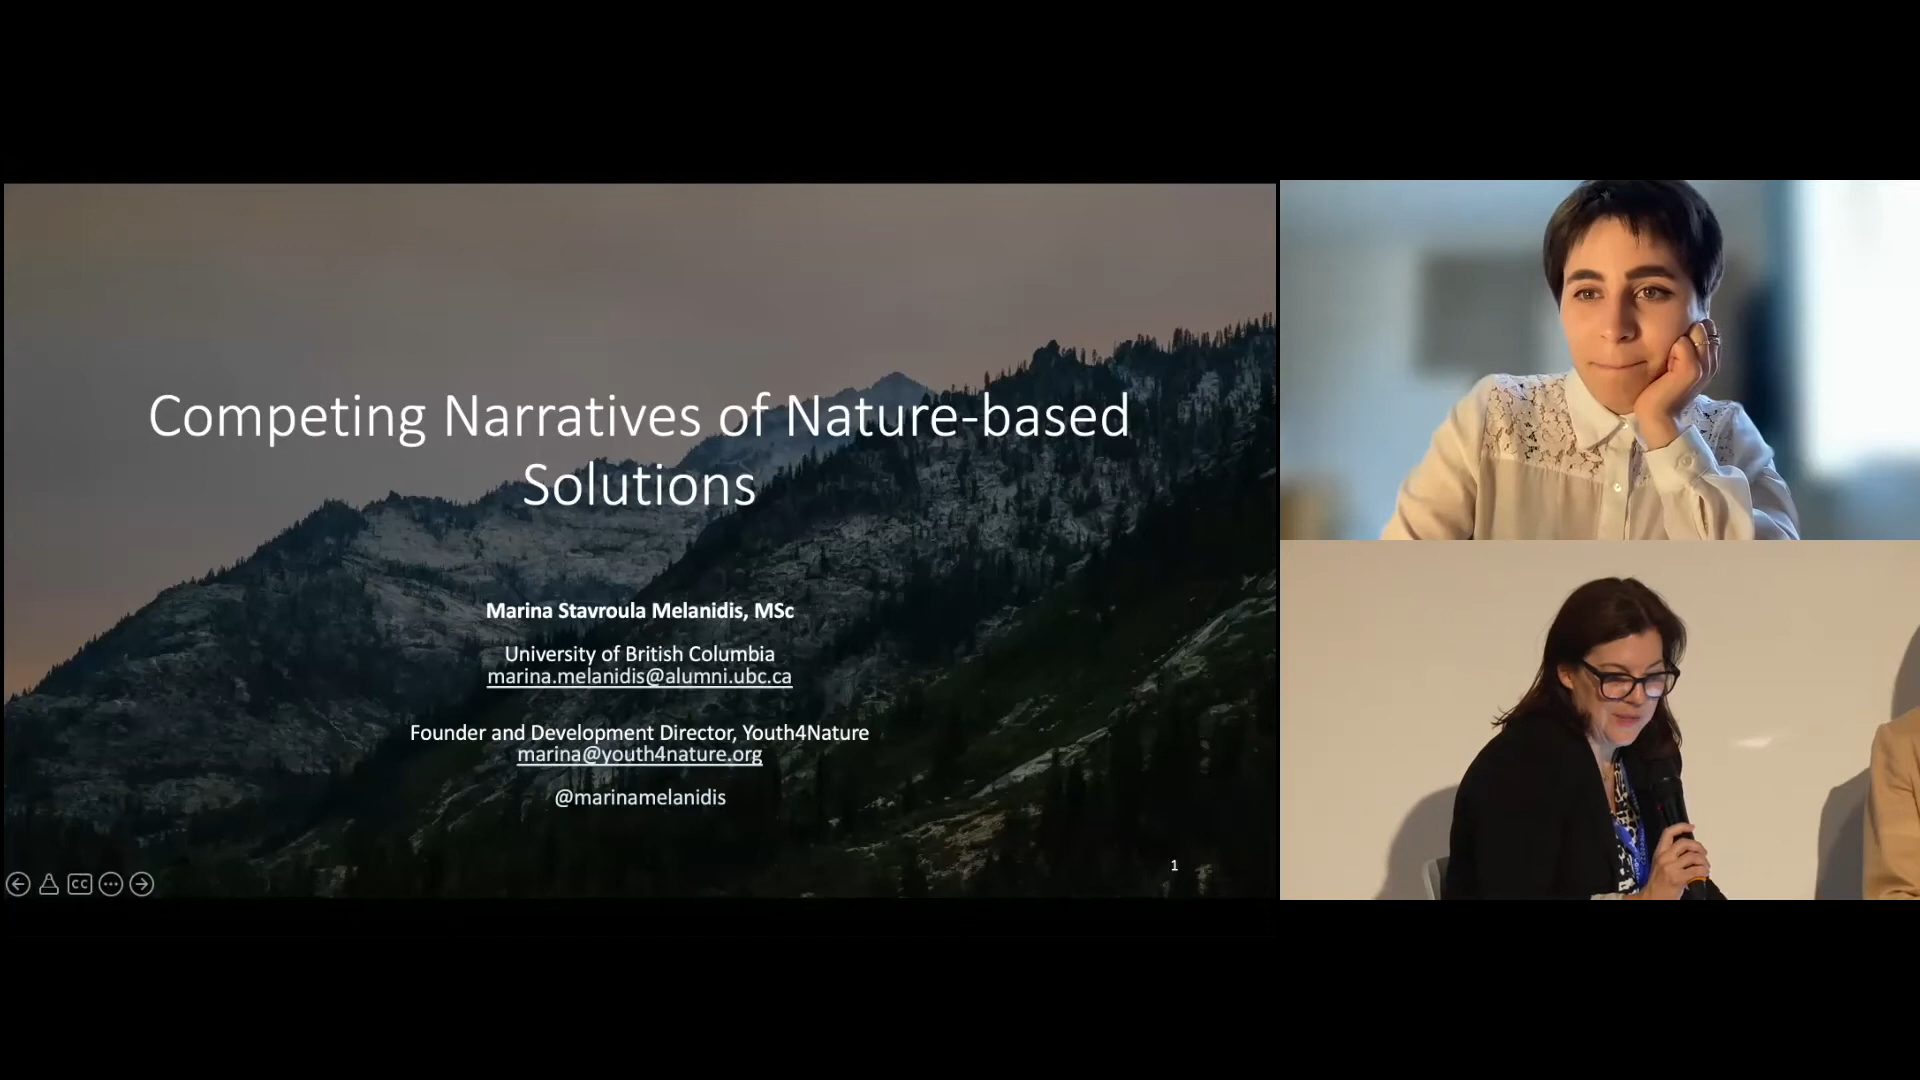 Competing Narratives of Nature-based
Solutions
Marina Stavroula Melanidis, MSc
University of British Columbia
marina.melanidis@alumni.ubc.ca
Founder and Development Director, Youth4Nature
marina@youth4nature.org
@marinamelanidis
1
CC